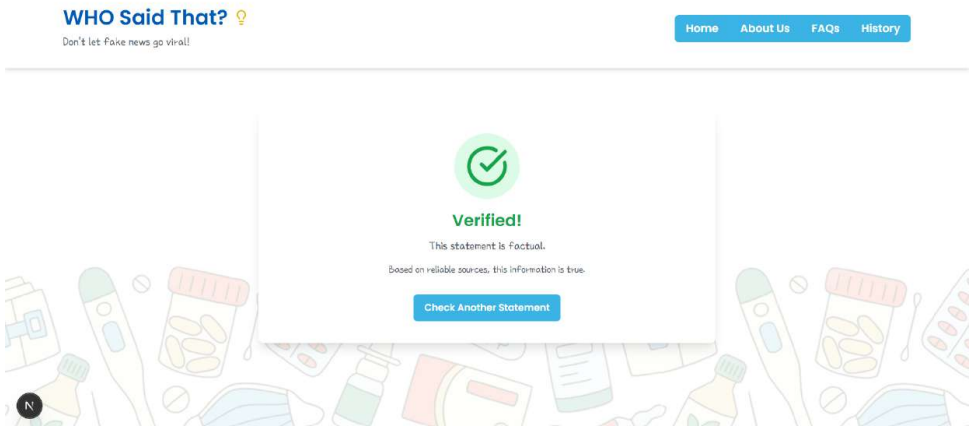 WHO Said That?
Don't let fake news go viral!
Home About Us FAQs History
Verified!
This statement is factual.
Based on reliable sources, this information is true.
Check Another Statement
N